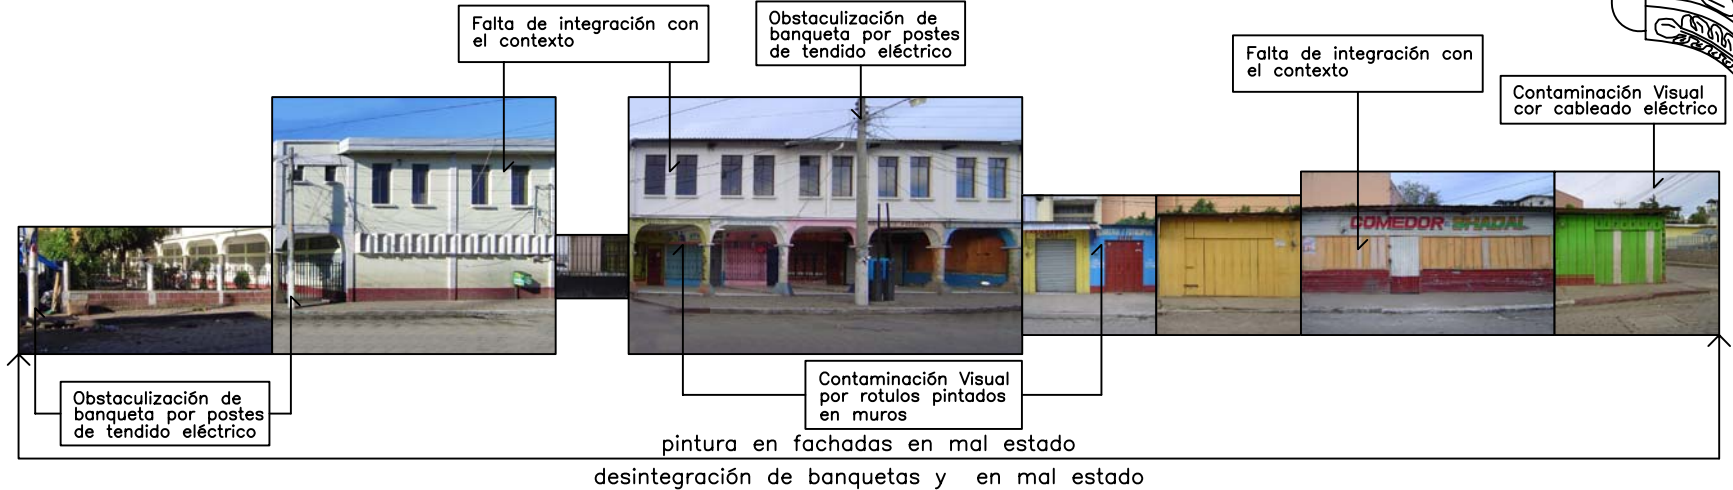 Falta de integración con
el contexto
Obstaculización de
banqueta por postes
de tendido eléctrico
Falta de integración con
el contexto
Contaminación Visual
cor cableado eléctrico
COMEDOR SHADAI
Obstaculización de
banqueta por postes
de tendido eléctrico
Contaminación Visual
por rotulos pintados
en muros
pintura en fachadas en mal estado
desintegración de banquetas y en mal estado